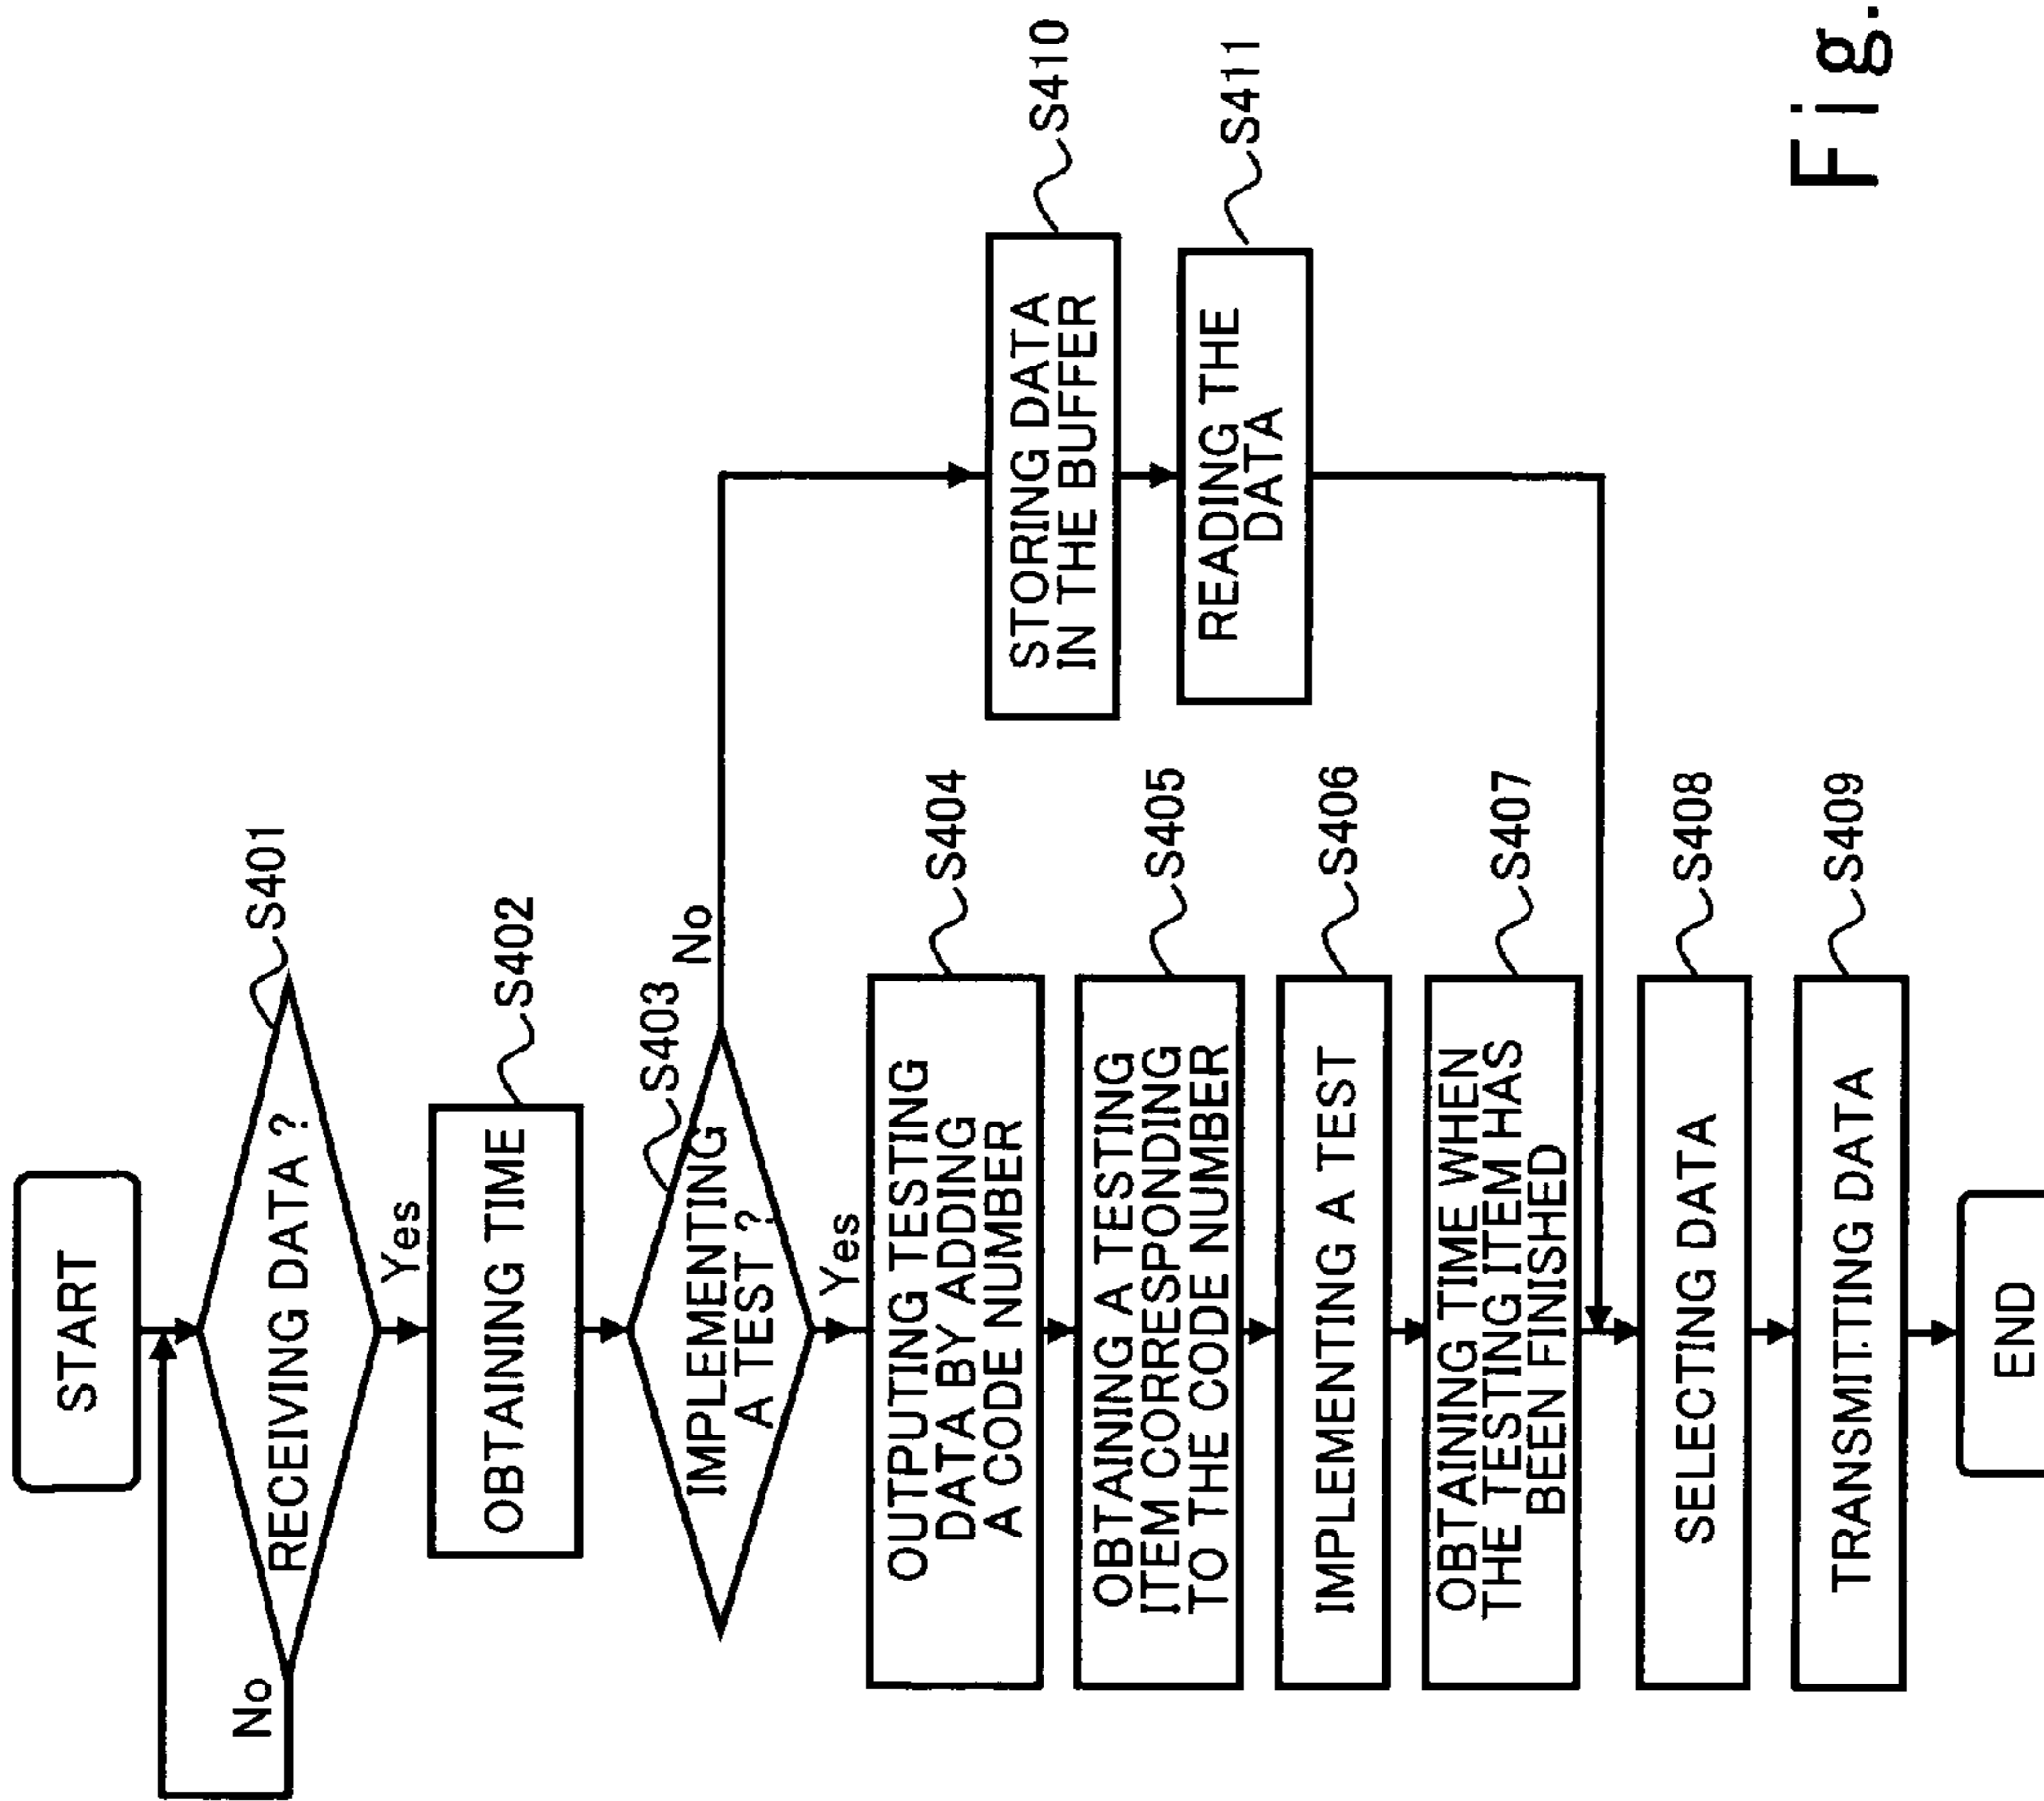 START
RECEIVING DATA ?
S401
No
Yes
OBTAINING TIME
S402
IMPLEMENTING
A TEST ?
S403
No
Yes
OUTPUTING TESTING
DATA BY ADDING
A CODE NUMBER
S404
OBTAINING A TESTING
ITEM CORRESPONDING
TO THE CODE NUMBER
S405
IMPLEMENTING A TEST
S406
OBTAINING TIME WHEN
THE TESTING ITEM HAS
BEEN FINISHED
S407
STORING DATA
IN THE BUFFER
S410
READING THE
DATA
S411
SELECTING DATA
S408
TRANSMITTING DATA
S409
END
Fig.